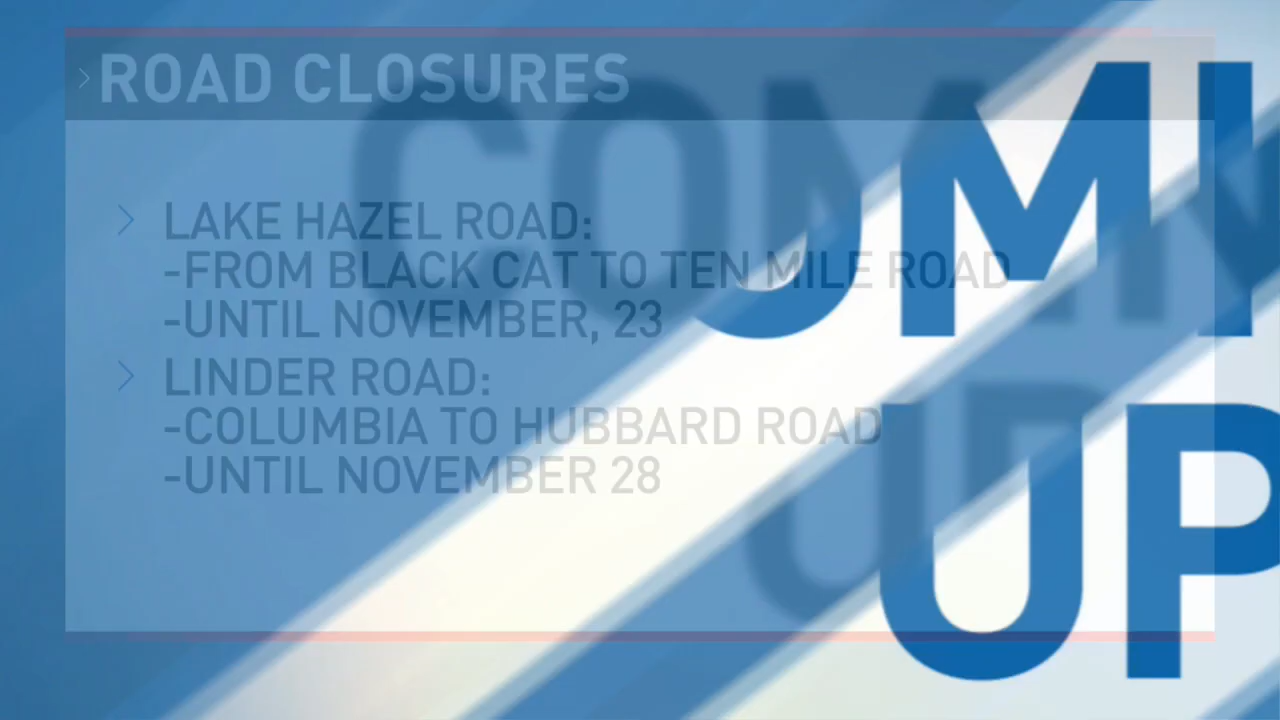 ROAD CLOSURES
LAKE HAZEL ROAD:
-FROM BLACK CAT TO TEN MILE ROAD
-UNTIL NOVEMBER, 23
LINDER ROAD:
-COLUMBIA TO HUBBARD ROAD
-UNTIL NOVEMBER 28
UP